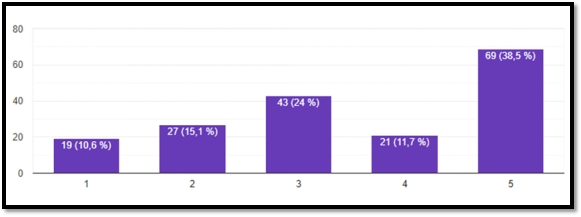 80
60
40
20
0
19 (10,6 %)
27 (15,1 %)
43 (24 %)
21 (11,7 %)
69 (38,5 %)
1 2 3 4 5